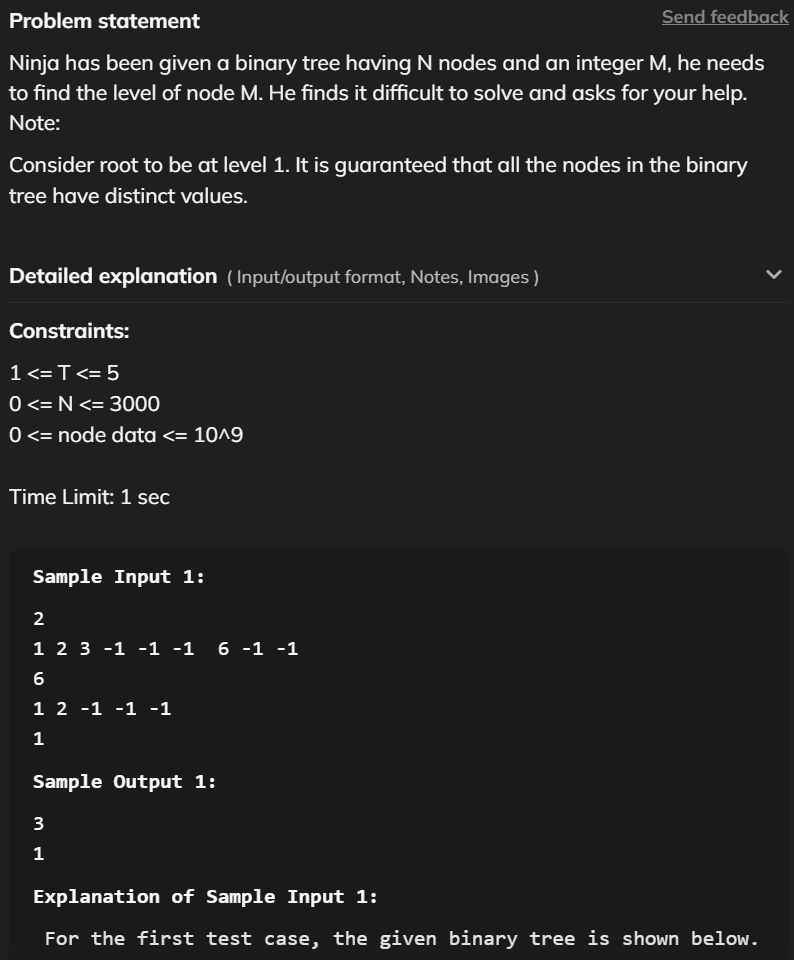 Problem statement
Send feedback
Ninja has been given a binary tree having N nodes and an integer M, he needs
to find the level of node M. He finds it difficult to solve and asks for your help.
Note:
Consider root to be at level 1. It is guaranteed that all the nodes in the binary
tree have distinct values.
Detailed explanation ( Input/output format, Notes, Images )
Constraints:
1 <= T <= 5
0 <= N <= 3000
0 <= node data <= 10^9
Time Limit: 1 sec
Sample Input 1:
2
1 2 3 -1 -1 -1  6 -1 -1
6
1 2 -1 -1 -1
1
Sample Output 1:
3
1
Explanation of Sample Input 1:
For the first test case, the given binary tree is shown below.